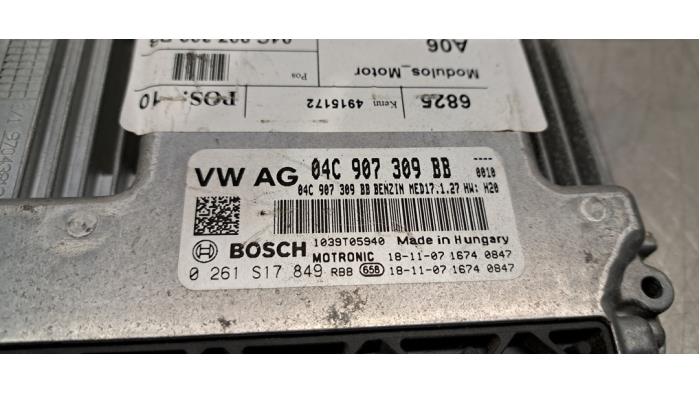 A06
Modulos_Motor
Pos
6825
Kenn 4915172
POS: 10
VW AG 04C 907 309 BB ----
0010
04C 907 309 BB BENZIN MED17.1.27 HW: H20
BOSCH 1039T05940 Made in Hungary
MOTRONIC 18-11-07 1674 0847
0 261 S17 849 RBB 658 18-11-07 1674 0847